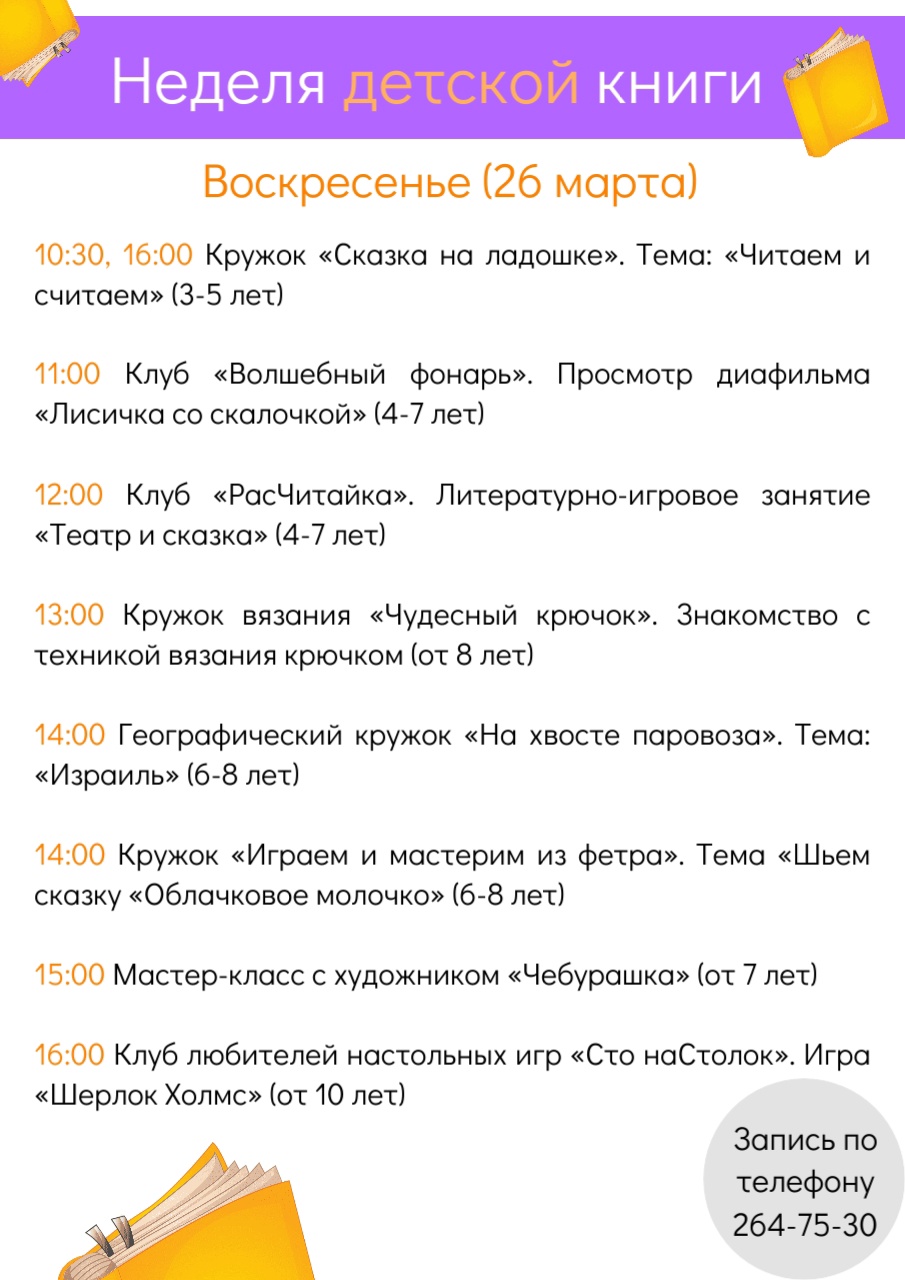 Неделя детской книги
Воскресенье (26 марта)
10:30, 16:00 Кружок «Сказка на ладошке». Тема: «Читаем и
считаем» (3-5 лет)
11:00 Клуб «Волшебный фонарь». Просмотр диафильма
«Лисичка со скалочкой» (4-7 лет)
12:00 Клуб «РасЧитайка». Литературно-игровое занятие
«Театр и сказка» (4-7 лет)
13:00 Кружок вязания «Чудесный крючок». Знакомство с
техникой вязания крючком (от 8 лет)
14:00 Географический кружок «На хвосте паровоза». Тема:
«Израиль» (6-8 лет)
14:00 Кружок «Играем и мастерим из фетра». Тема «Шьем
сказку «Облачковое молочко» (6-8 лет)
15:00 Мастер-класс с художником «Чебурашка» (от 7 лет)
16:00 Клуб любителей настольных игр «Сто наСтолок». Игра
«Шерлок Холмс» (от 10 лет)
Запись по
телефону
264-75-30